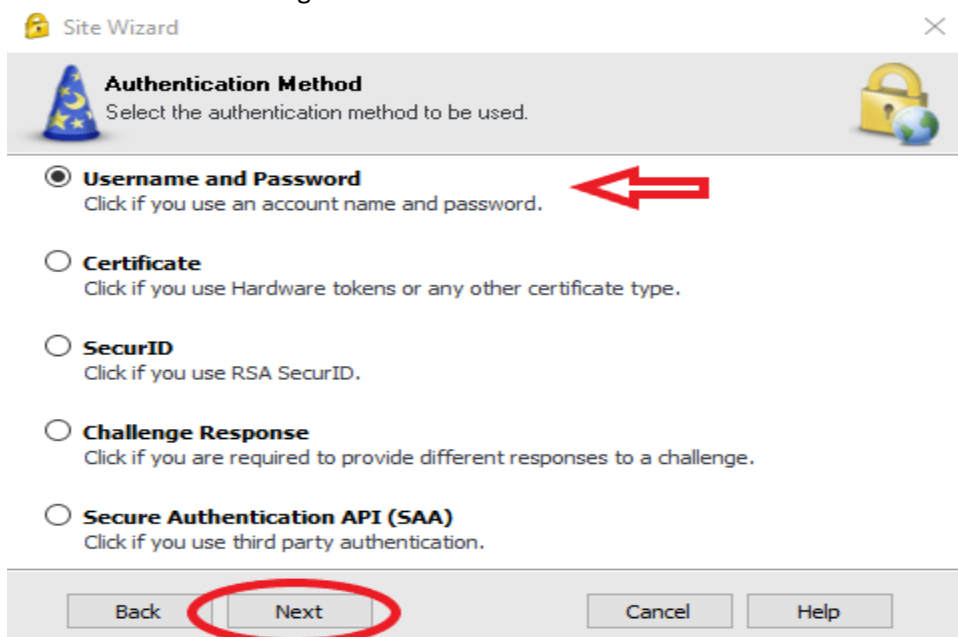 Site Wizard
Authentication Method
Select the authentication method to be used.
Username and Password
Click if you use an account name and password.
Certificate
Click if you use Hardware tokens or any other certificate type.
SecurID
Click if you use RSA SecurID.
Challenge Response
Click if you are required to provide different responses to a challenge.
Secure Authentication API (SAA)
Click if you use third party authentication.
Back Next Cancel Help